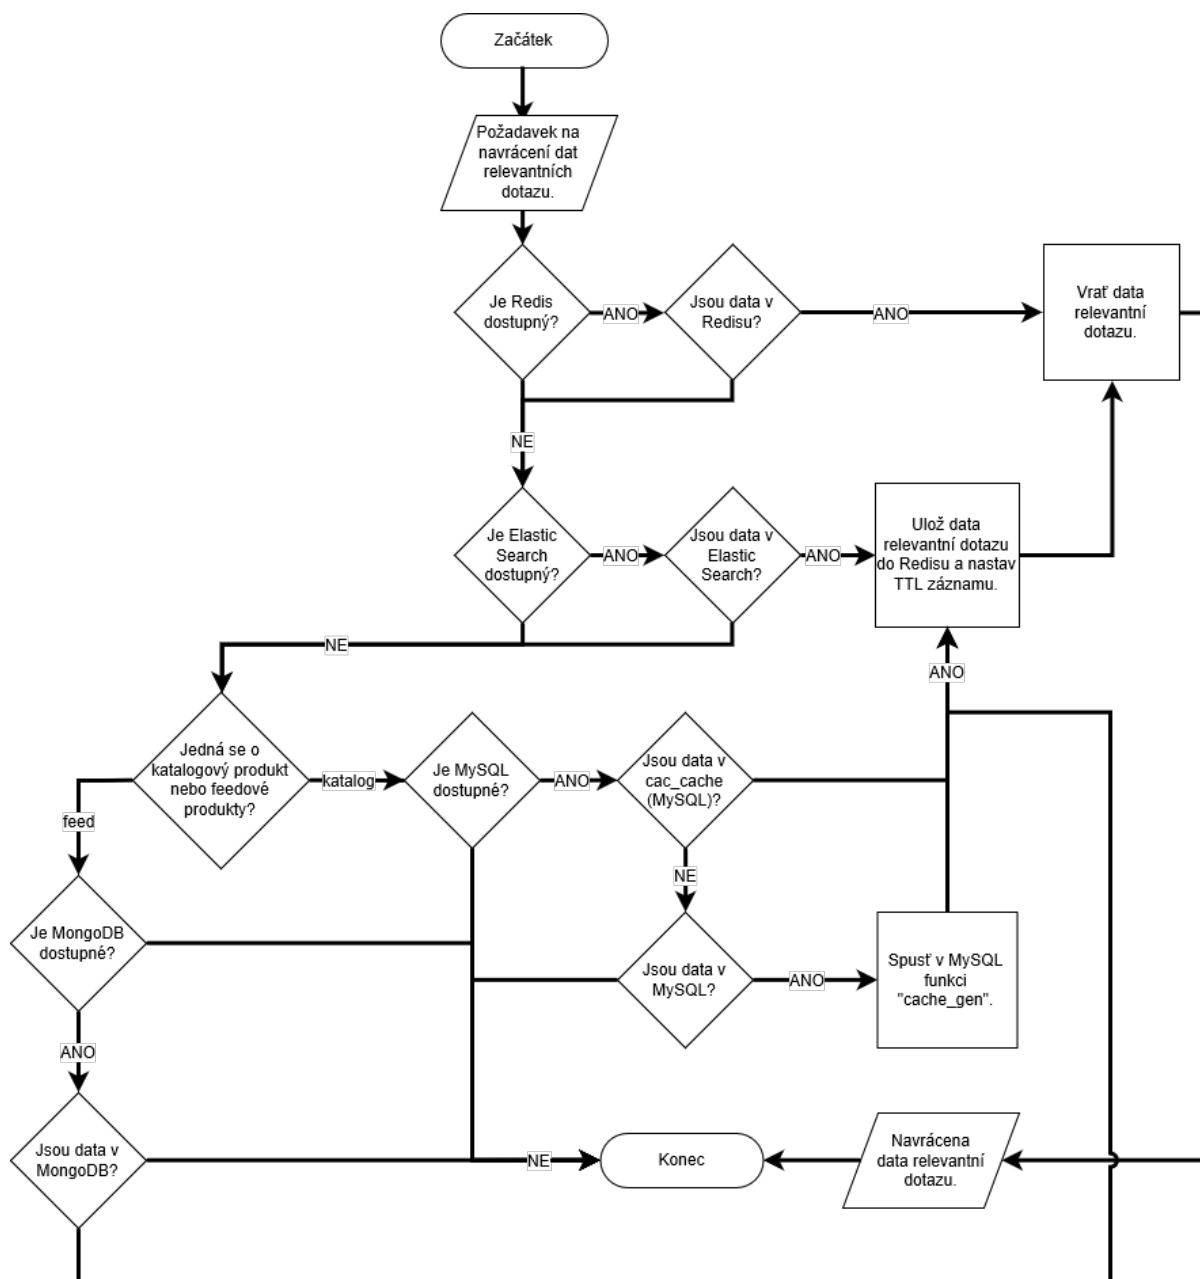 Začátek
Požadavek na
navrácení dat
relevantních
dotazu.
Je Redis
dostupný?
ANO
Jsou data v
Redisu?
ANO
Vrať data
relevantní
dotazu.
NE
Je Elastic
Search
dostupný?
ANO
Jsou data v
Elastic
Search?
ANO
Ulož data
relevantní dotazu
do Redisu a nastav
TTL záznamu.
NE
ANO
Jedná se o
katalogový produkt
nebo feedové
produkty?
katalog
Je MySQL
dostupné?
ANO
Jsou data v
cac_cache
(MySQL)?
feed
NE
Je MongoDB
dostupné?
Jsou data v
MySQL?
ANO
Spusť v MySQL
funkci
"cache_gen".
ANO
Jsou data v
MongoDB?
NE
Konec
Navrácena
data relevantní
dotazu.